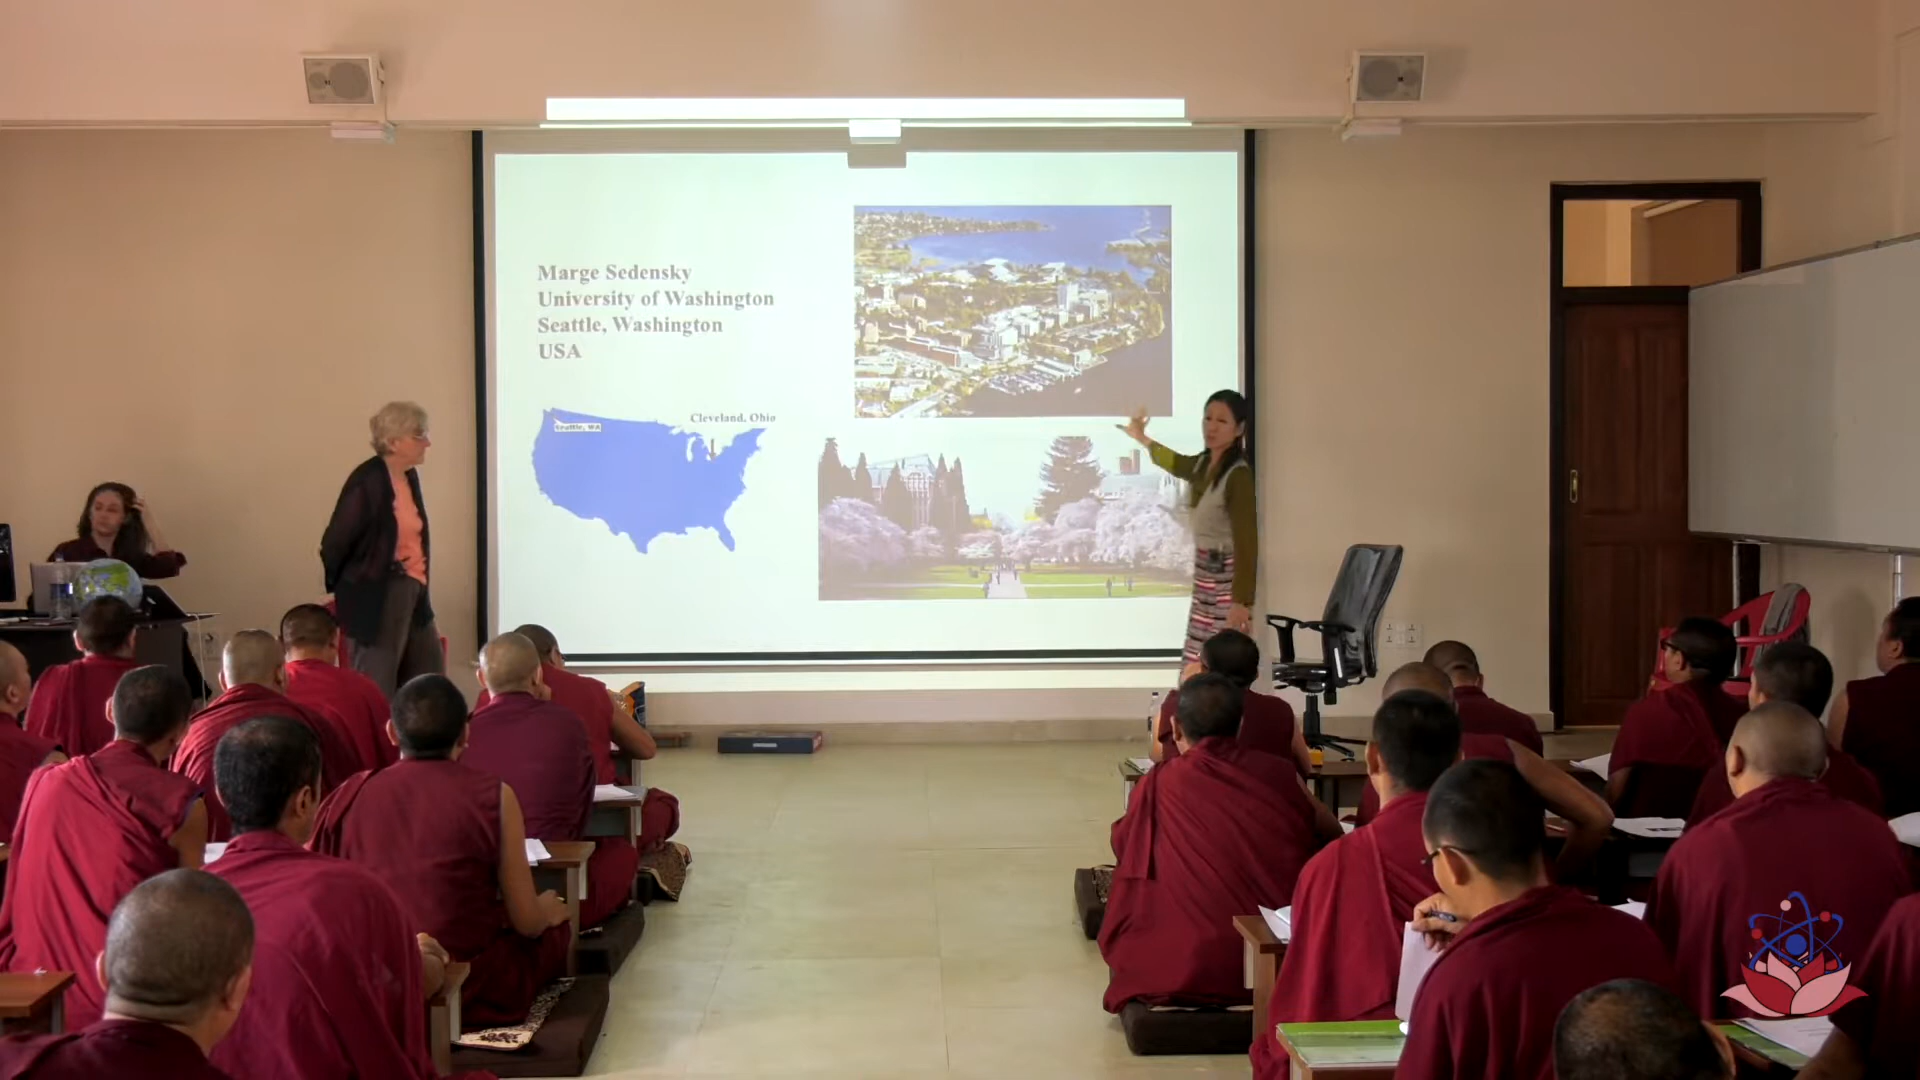 Marge Sedensky
University of Washington
Seattle, Washington
USA
Cleveland, Ohio
Seattle, WA